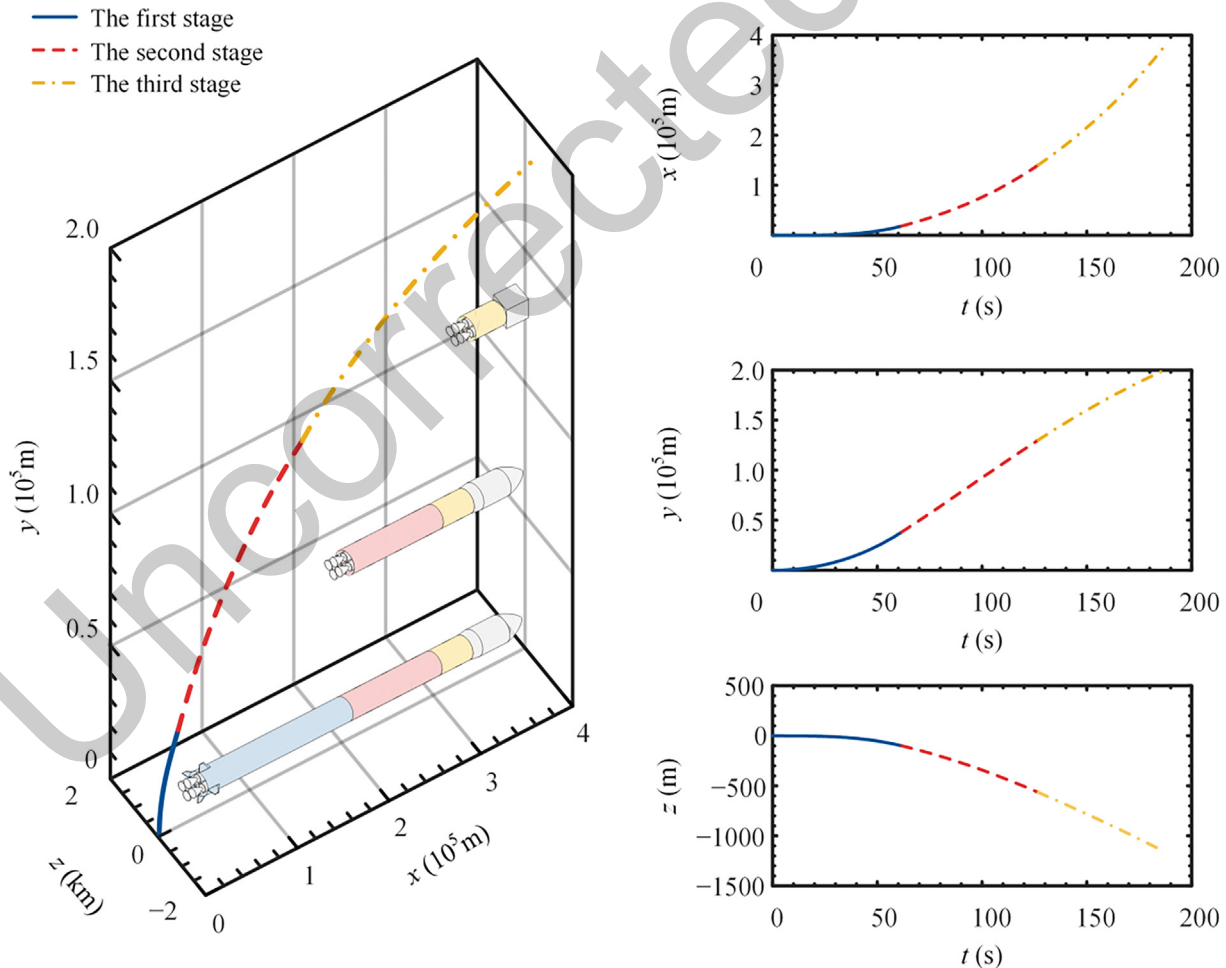 The first stage
The second stage
The third stage
2.0
1.5
1.0
0.5
0
y (10⁵m)
2
0
−2
z (km)
0
1
2
3
4
x (10⁵m)
4
3
2
1
x (10⁵m)
0 50 100 150 200
t (s)
2.0
1.5
1.0
0.5
y (10⁵m)
0 50 100 150 200
t (s)
500
0
−500
−1000
−1500
z (m)
0 50 100 150 200
t (s)
Uncorrected